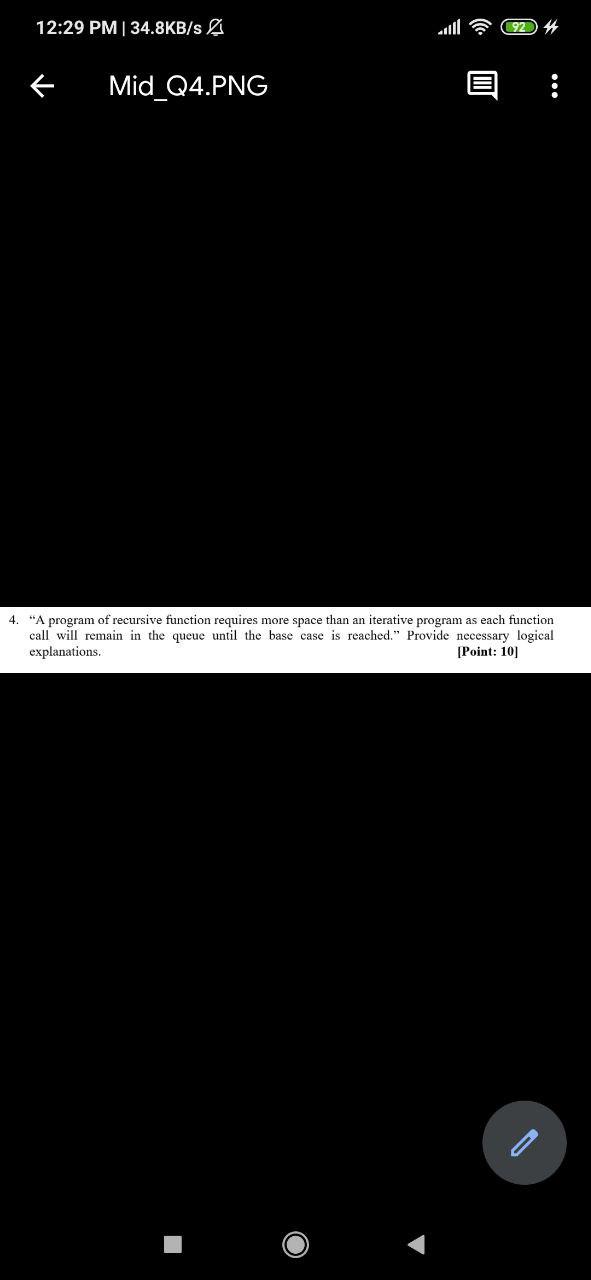 12:29 PM | 34.8KB/s
92
Mid_Q4.PNG
4. “A program of recursive function requires more space than an iterative program as each function
call will remain in the queue until the base case is reached.” Provide necessary logical
explanations. [Point: 10]